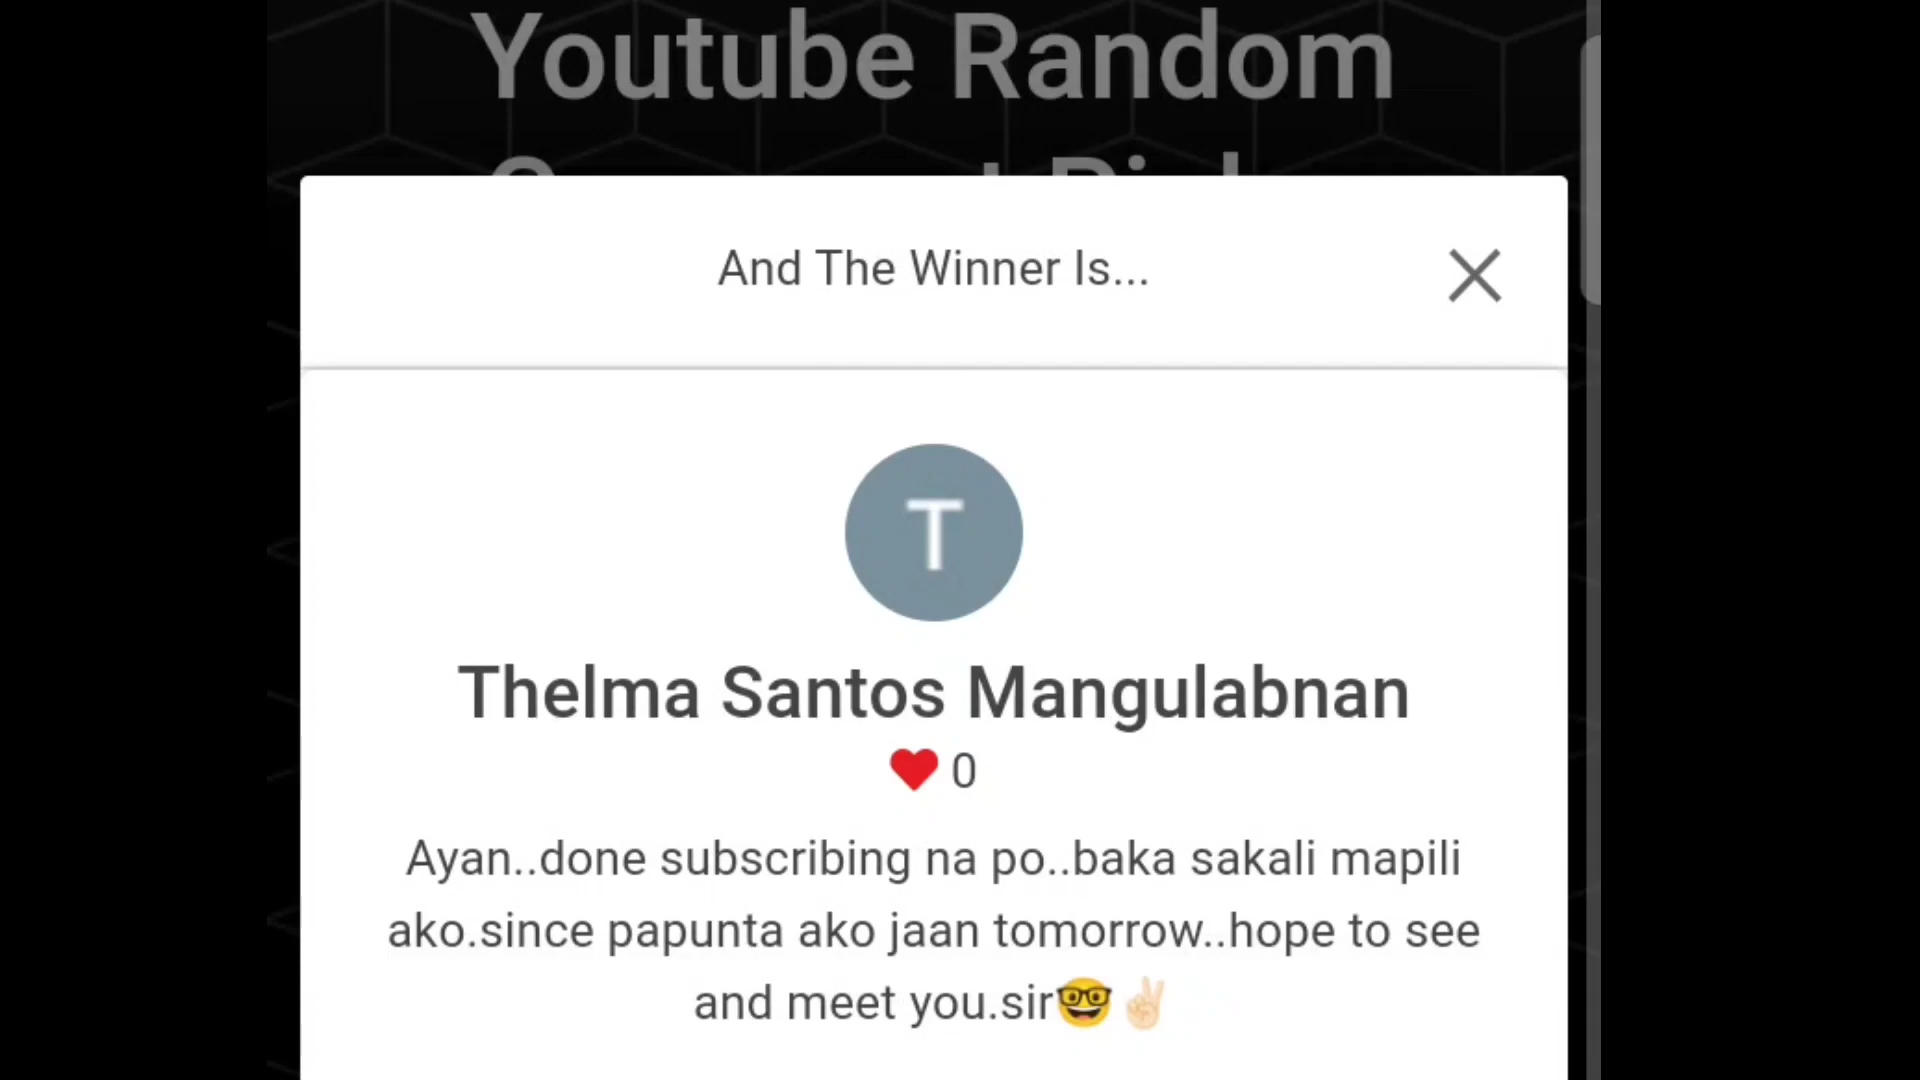 Youtube Random
And The Winner Is...
T
Thelma Santos Mangulabnan
0
Ayan..done subscribing na po..baka sakali mapili
ako.since papunta ako jaan tomorrow..hope to see
and meet you.sir🤓✌🏻